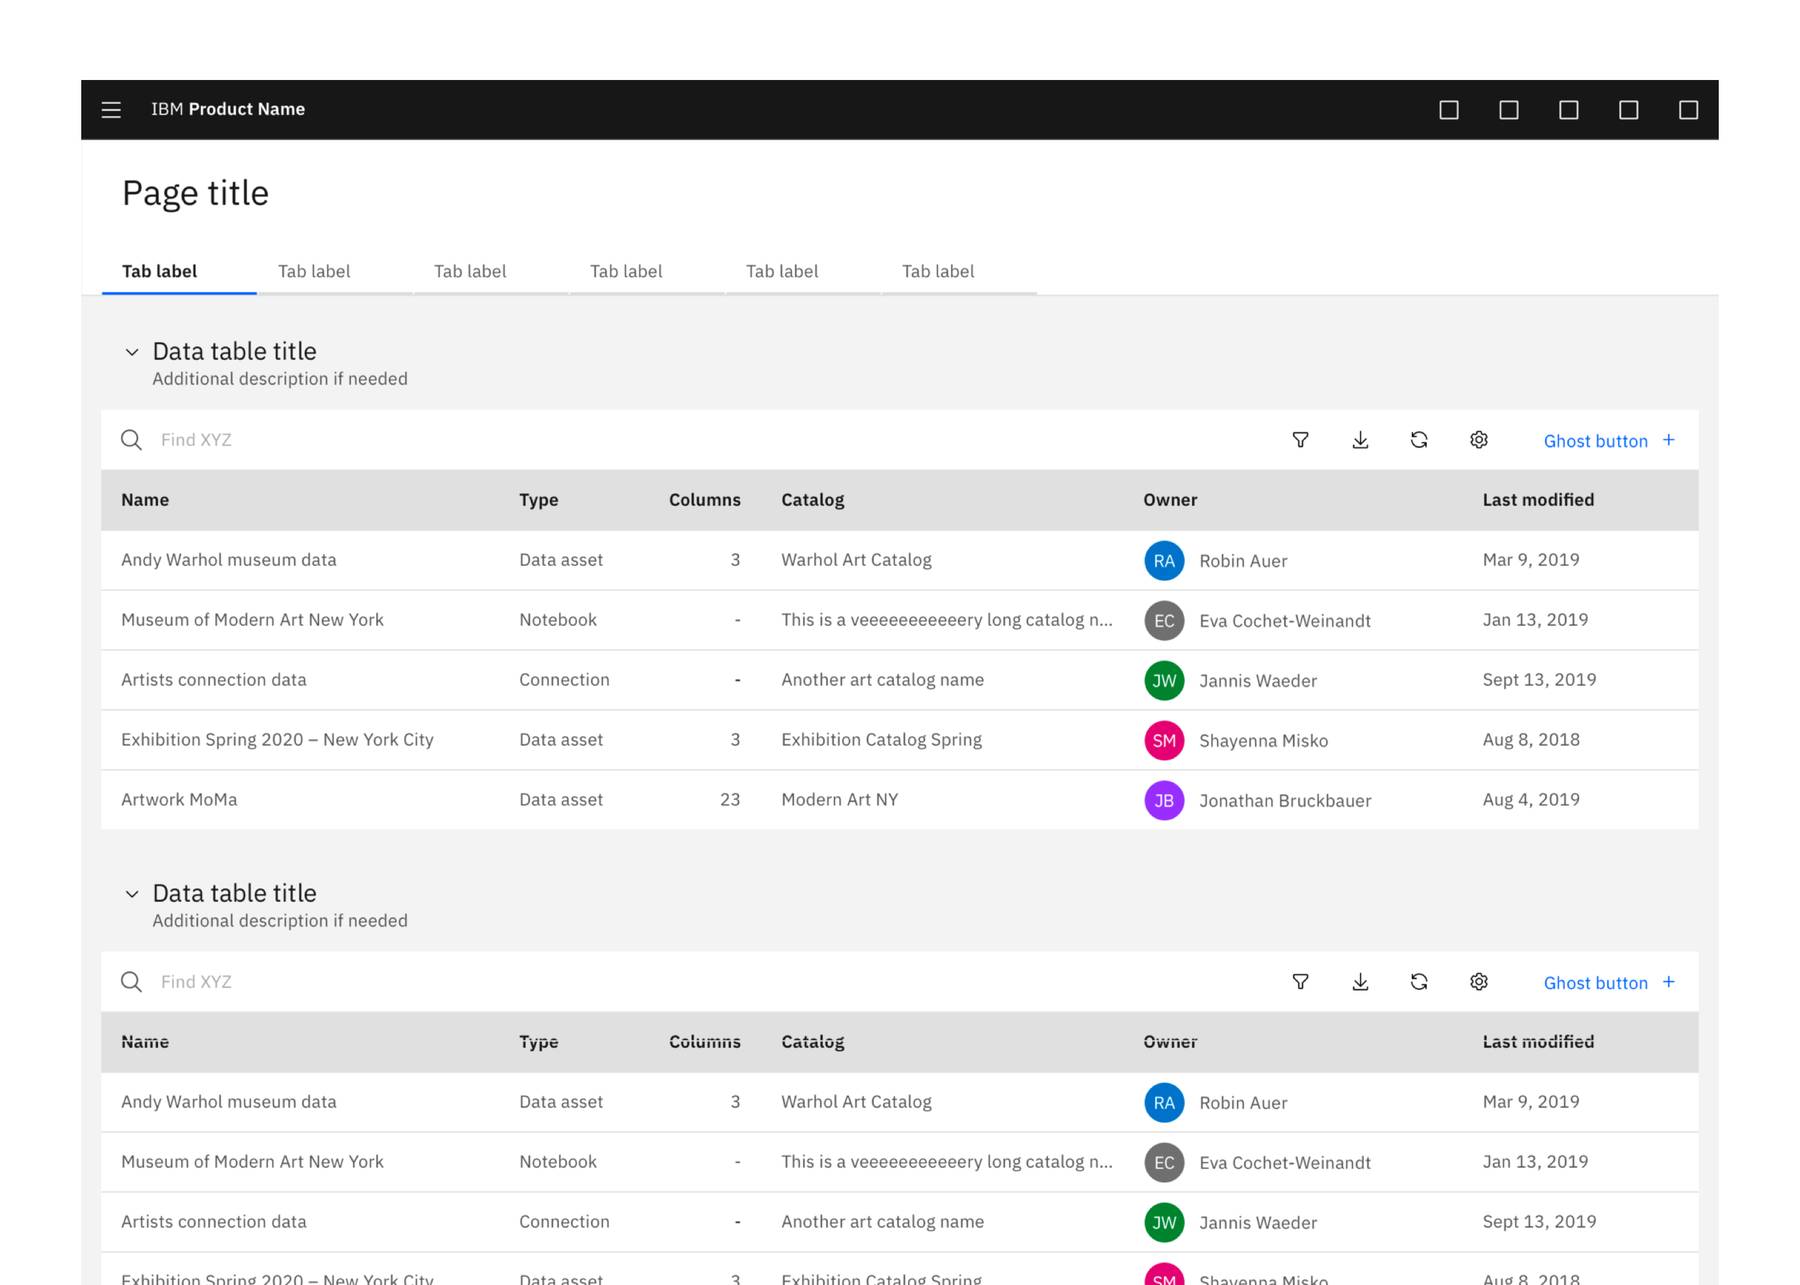 IBM Product Name
Page title
Tab label Tab label Tab label Tab label Tab label Tab label
Data table title
Additional description if needed
Find XYZ Ghost button +
Name Type Columns Catalog Owner Last modified
Andy Warhol museum data Data asset 3 Warhol Art Catalog RA Robin Auer Mar 9, 2019
Museum of Modern Art New York Notebook - This is a veeeeeeeeeeery long catalog n... EC Eva Cochet-Weinandt Jan 13, 2019
Artists connection data Connection - Another art catalog name JW Jannis Waeder Sept 13, 2019
Exhibition Spring 2020 – New York City Data asset 3 Exhibition Catalog Spring SM Shayenna Misko Aug 8, 2018
Artwork MoMa Data asset 23 Modern Art NY JB Jonathan Bruckbauer Aug 4, 2019
Data table title
Additional description if needed
Find XYZ Ghost button +
Name Type Columns Catalog Owner Last modified
Andy Warhol museum data Data asset 3 Warhol Art Catalog RA Robin Auer Mar 9, 2019
Museum of Modern Art New York Notebook - This is a veeeeeeeeeeery long catalog n... EC Eva Cochet-Weinandt Jan 13, 2019
Artists connection data Connection - Another art catalog name JW Jannis Waeder Sept 13, 2019
Exhibition Spring 2020 – New York City Data asset 3 Exhibition Catalog Spring SM Shayenna Misko Aug 8, 2018